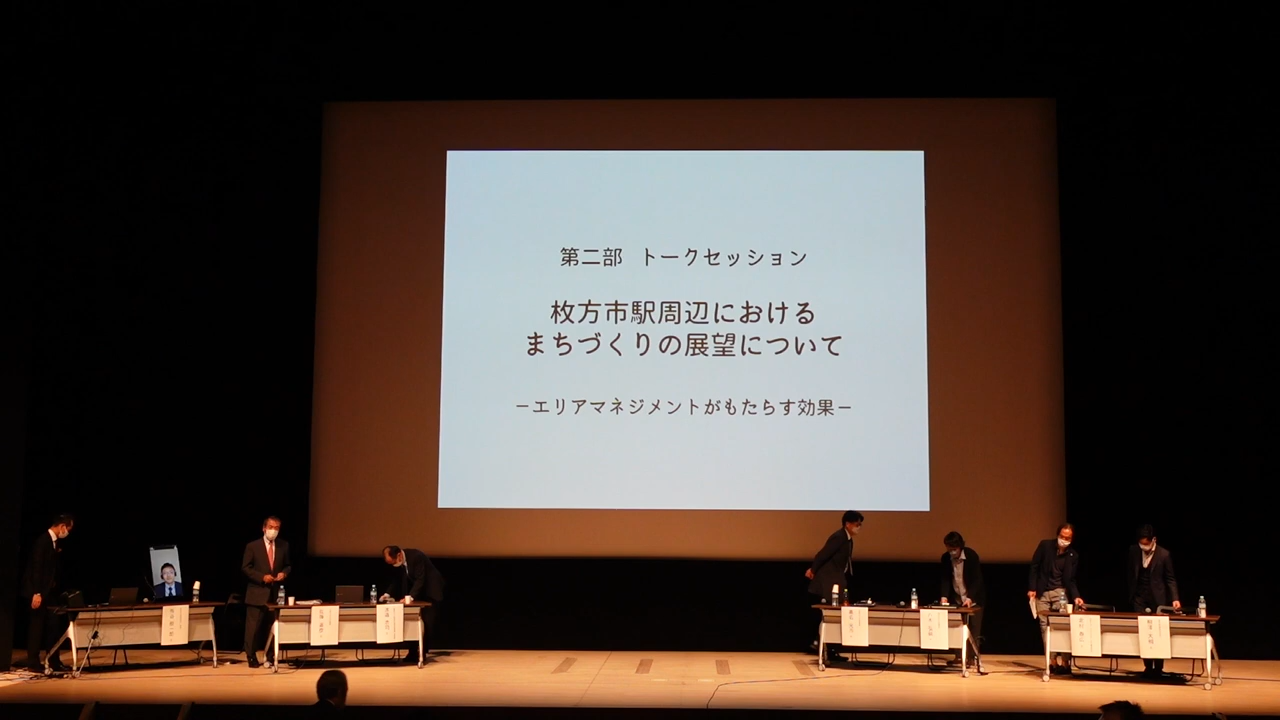 第二部 トークセッション
枚方市駅周辺における
まちづくりの展望について
−エリアマネジメントがもたらす効果−